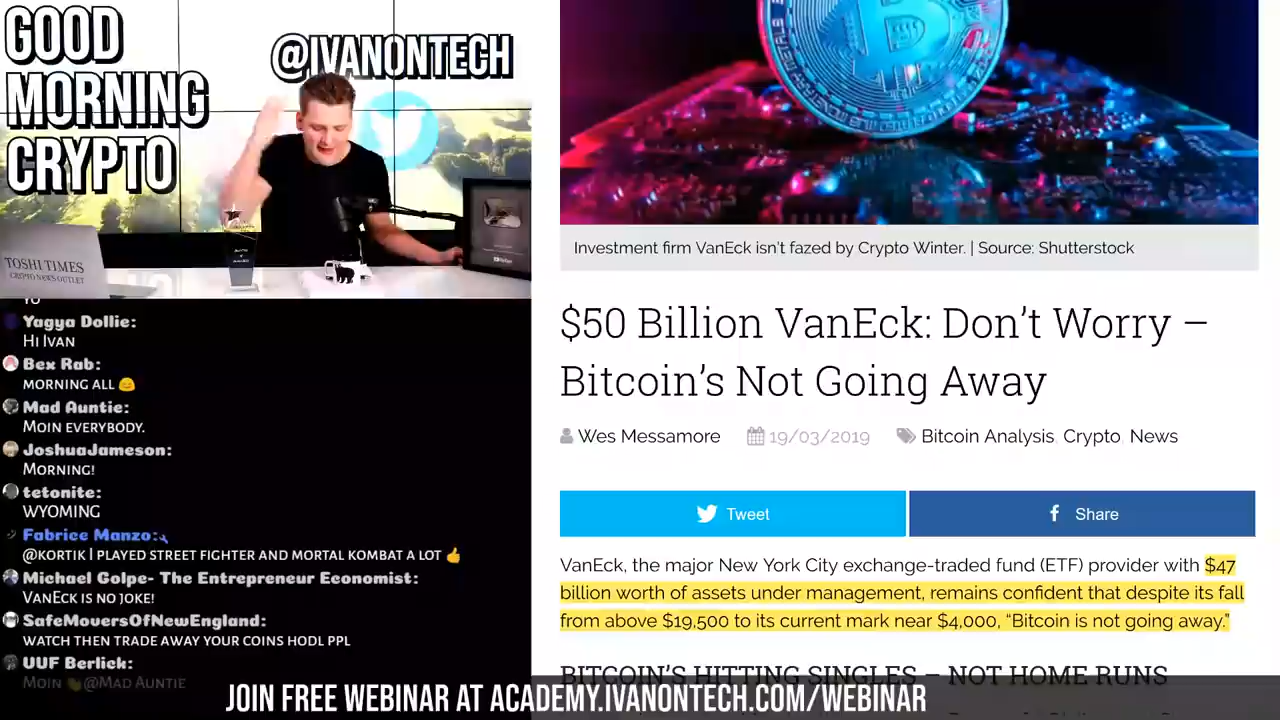 GOOD
MORNING
CRYPTO
@IVANONTECH
TOSHI TIMES
CRYPTO NEWS OUTLET
YO
Yagya Dollie:
Hi Ivan
Bex Rab:
MORNING ALL 🤗
Mad Auntie:
Moin everybody.
JoshuaJameson:
Morning!
tetonite:
WYOMING
Fabrice Manzo:🔧
@KORTIK I PLAYED STREET FIGHTER AND MORTAL KOMBAT A LOT 👍
Michael Golpe- The Entrepreneur Economist:
VanEck is no joke!
SafeMoversOfNewEngland:
WATCH THEN TRADE AWAY YOUR COINS HODL PPL
UUF Berlick:
Moin 👋@Mad Auntie
Investment firm VanEck isn't fazed by Crypto Winter. | Source: Shutterstock
$50 Billion VanEck: Don't Worry –
Bitcoin's Not Going Away
Wes Messamore 19/03/2019 Bitcoin Analysis, Crypto, News
Tweet Share
VanEck, the major New York City exchange-traded fund (ETF) provider with $47
billion worth of assets under management, remains confident that despite its fall
from above $19,500 to its current mark near $4,000, “Bitcoin is not going away.”
BITCOIN'S HITTING SINGLES – NOT HOME RUNS
JOIN FREE WEBINAR AT ACADEMY.IVANONTECH.COM/WEBINAR